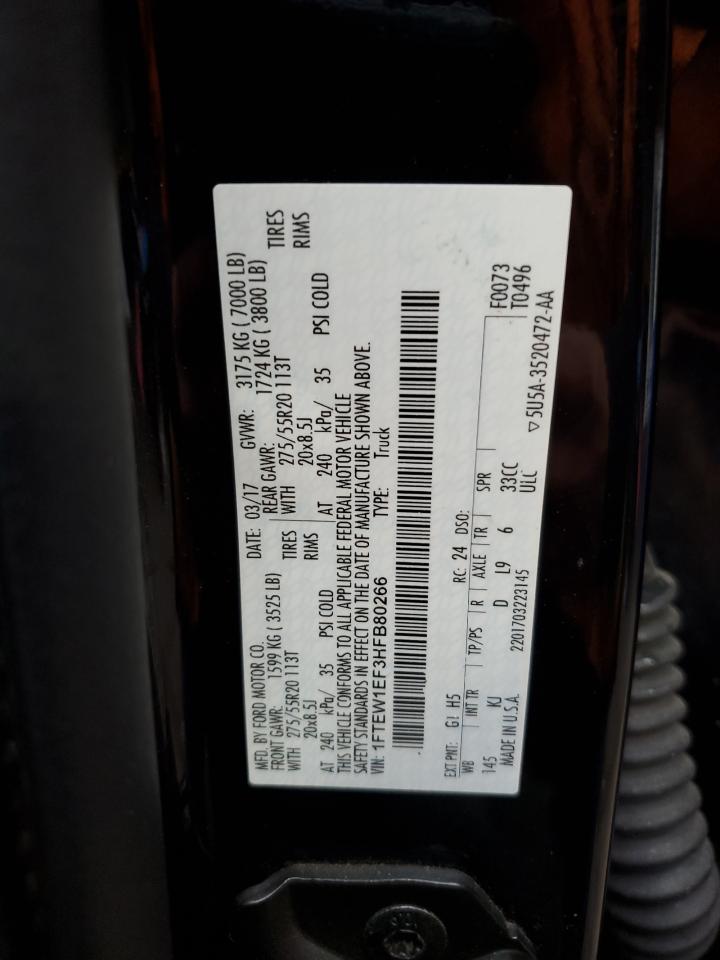 MFD. BY FORD MOTOR CO.
DATE: 03/17 GVWR: 3175 KG ( 7000 LB)
FRONT GAWR: 1599 KG ( 3525 LB) REAR GAWR: 1724 KG ( 3800 LB)
WITH 275/55R20 113T TIRES WITH 275/55R20 113T TIRES
20x8.5J RIMS 20x8.5J RIMS
AT 240 kPa/ 35 PSI COLD AT 240 kPa/ 35 PSI COLD
THIS VEHICLE CONFORMS TO ALL APPLICABLE FEDERAL MOTOR VEHICLE
SAFETY STANDARDS IN EFFECT ON THE DATE OF MANUFACTURE SHOWN ABOVE.
VIN: 1FTEW1EF3HFB80266 TYPE: Truck
F0073
T0496
EXT PNT: G1 H5 RC: 24 DSO:
WB INT TR TP/PS R AXLE TR SPR
145 KJ D L9 6 33CC
ULC
MADE IN U.S.A. 2201703223145
▽5U5A-3520472-AA